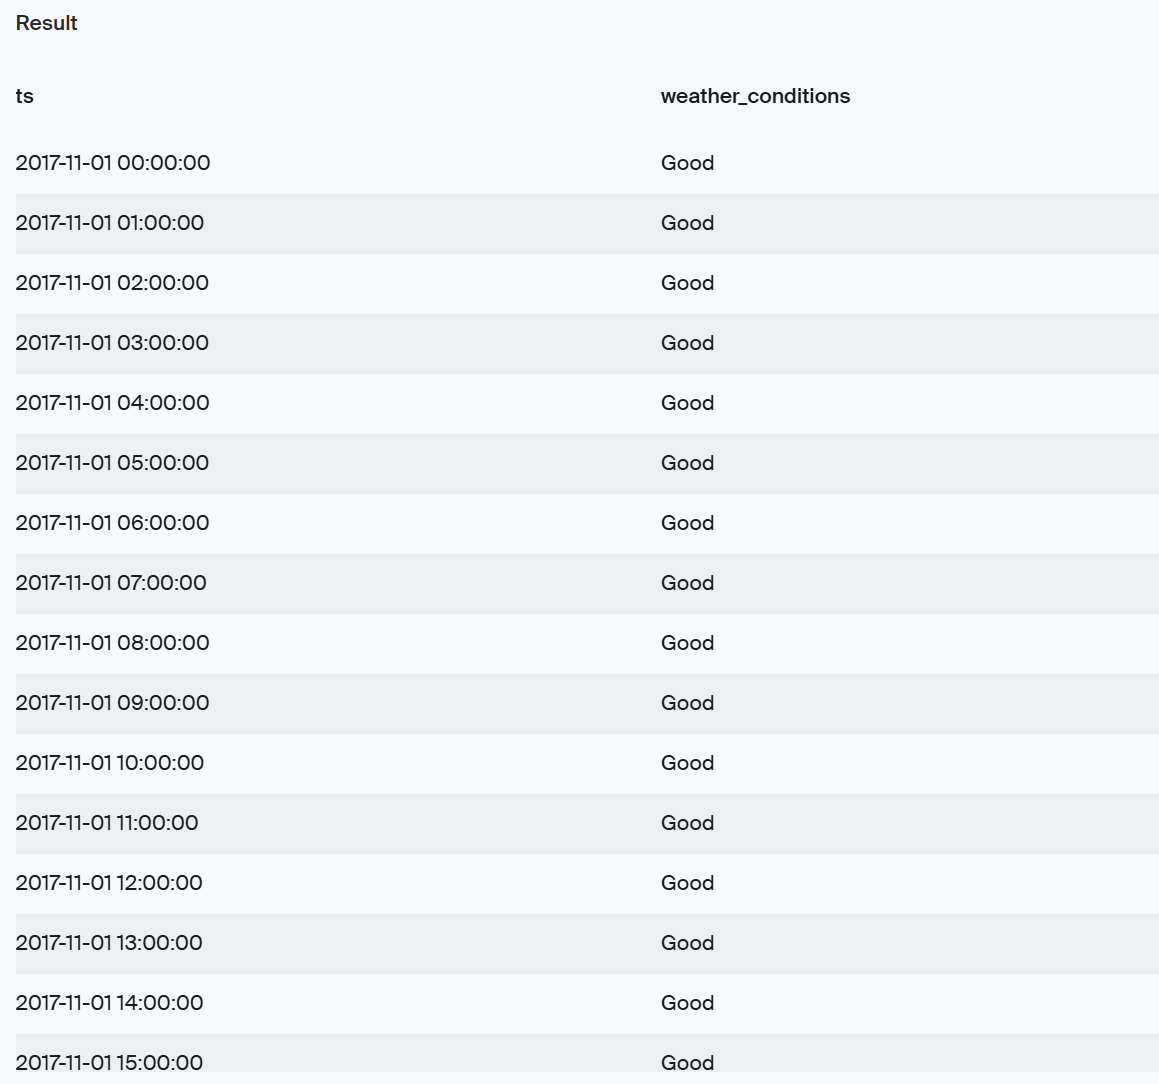 Result
ts weather_conditions
2017-11-01 00:00:00 Good
2017-11-01 01:00:00 Good
2017-11-01 02:00:00 Good
2017-11-01 03:00:00 Good
2017-11-01 04:00:00 Good
2017-11-01 05:00:00 Good
2017-11-01 06:00:00 Good
2017-11-01 07:00:00 Good
2017-11-01 08:00:00 Good
2017-11-01 09:00:00 Good
2017-11-01 10:00:00 Good
2017-11-01 11:00:00 Good
2017-11-01 12:00:00 Good
2017-11-01 13:00:00 Good
2017-11-01 14:00:00 Good
2017-11-01 15:00:00 Good